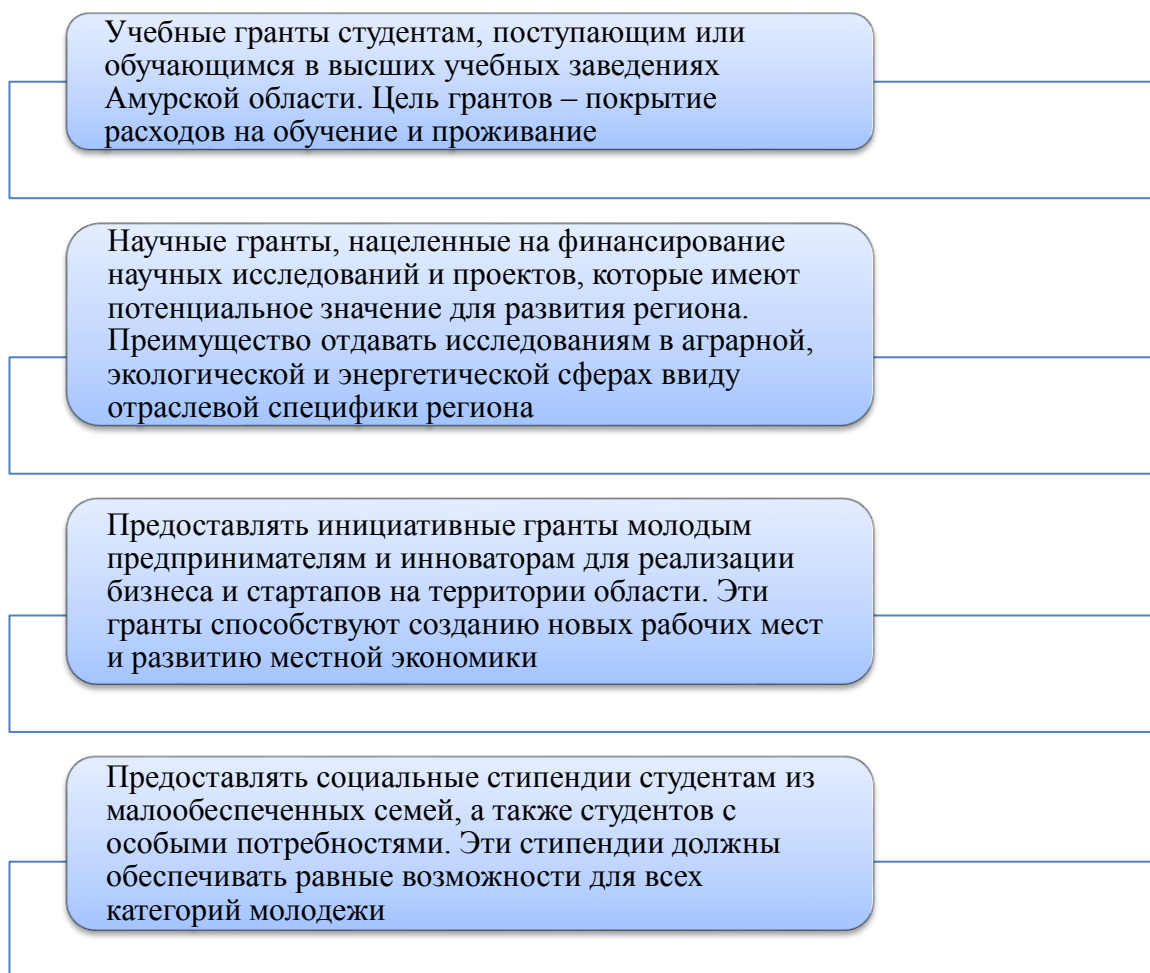 Учебные гранты студентам, поступающим или
обучающимся в высших учебных заведениях
Амурской области. Цель грантов – покрытие
расходов на обучение и проживание
Научные гранты, нацеленные на финансирование
научных исследований и проектов, которые имеют
потенциальное значение для развития региона.
Преимущество отдавать исследованиям в аграрной,
экологической и энергетической сферах ввиду
отраслевой специфики региона
Предоставлять инициативные гранты молодым
предпринимателям и инноваторам для реализации
бизнеса и стартапов на территории области. Эти
гранты способствуют созданию новых рабочих мест
и развитию местной экономики
Предоставлять социальные стипендии студентам из
малообеспеченных семей, а также студентов с
особыми потребностями. Эти стипендии должны
обеспечивать равные возможности для всех
категорий молодежи